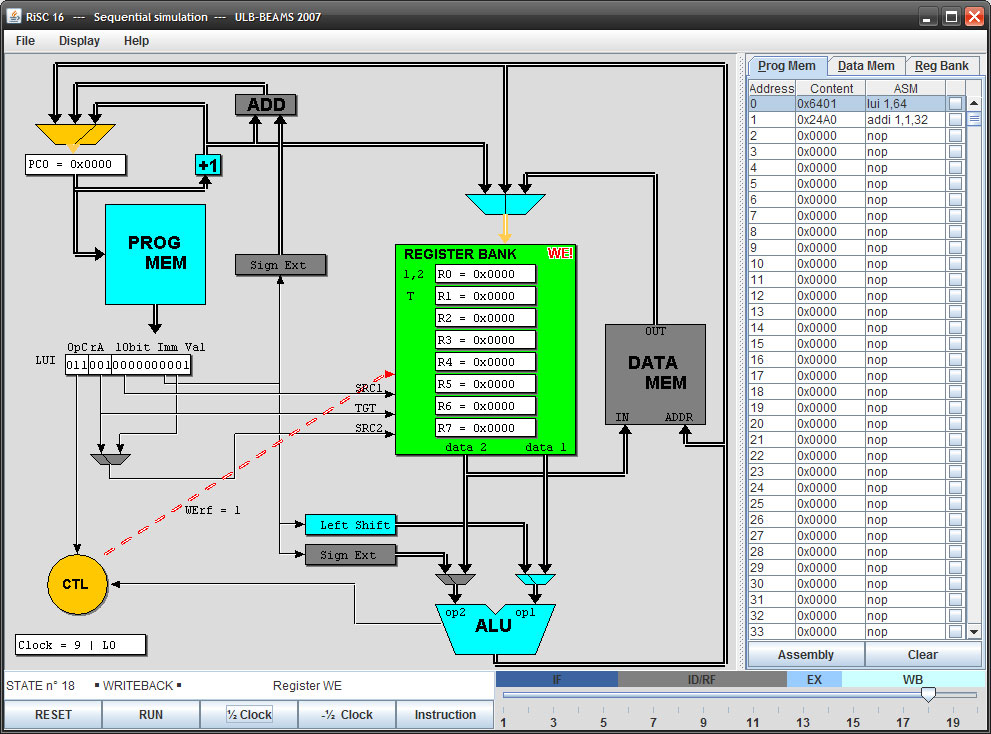 RiSC 16 --- Sequential simulation --- ULB-BEAMS 2007
File Display Help
ADD
PC0 = 0x0000
+1
PROG
MEM
Sign Ext
REGISTER BANK WE!
1,2 R0 = 0x0000
T R1 = 0x0000
R2 = 0x0000
R3 = 0x0000
R4 = 0x0000
R5 = 0x0000
R6 = 0x0000
R7 = 0x0000
data 2 data 1
OUT
DATA
MEM
IN ADDR
OpC rA 10bit Imm Val
LUI 011 001 0000000001
SRC1
TGT
SRC2
WErf = 1
Left Shift
Sign Ext
CTL
op2 op1
ALU
Clock = 9 | L0
Prog Mem Data Mem Reg Bank
Address Content ASM
0 0x6401 lui 1,64
1 0x24A0 addi 1,1,32
2 0x0000 nop
3 0x0000 nop
4 0x0000 nop
5 0x0000 nop
6 0x0000 nop
7 0x0000 nop
8 0x0000 nop
9 0x0000 nop
10 0x0000 nop
11 0x0000 nop
12 0x0000 nop
13 0x0000 nop
14 0x0000 nop
15 0x0000 nop
16 0x0000 nop
17 0x0000 nop
18 0x0000 nop
19 0x0000 nop
20 0x0000 nop
21 0x0000 nop
22 0x0000 nop
23 0x0000 nop
24 0x0000 nop
25 0x0000 nop
26 0x0000 nop
27 0x0000 nop
28 0x0000 nop
29 0x0000 nop
30 0x0000 nop
31 0x0000 nop
32 0x0000 nop
33 0x0000 nop
Assembly Clear
STATE n° 18 ▪ WRITEBACK ▪ Register WE
IF ID/RF EX WB
RESET RUN ½ Clock -½ Clock Instruction
1 3 5 7 9 11 13 15 17 19